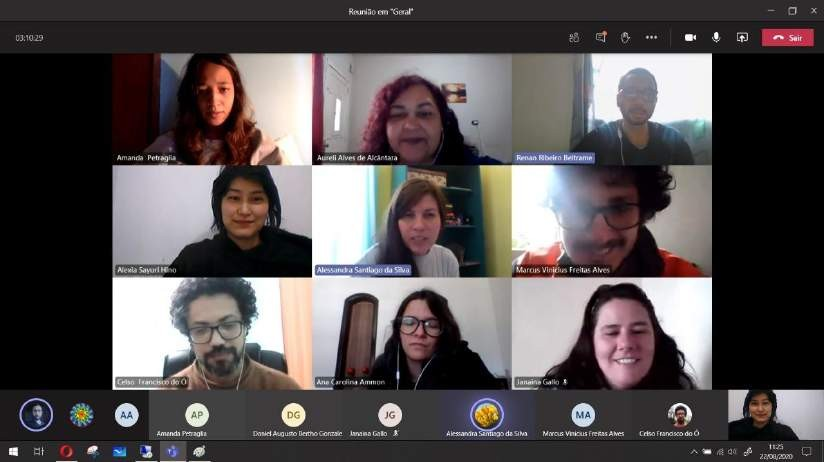 Reunião em "Geral"
03:10:29
Sair
Amanda Petraglia
Aureli Alves de Alcântara
Renan Ribeiro Beltrame
Alexia Sayuri Hino
Alessandra Santiago da Silva
Marcus Vinicius Freitas Alves
Celso Francisco do Ó
Ana Carolina Ammon
Janaina Gallo
AA
AP
DG
JG
MA
Amanda Petraglia
Daniel Augusto Bertho Gonzale
Janaina Gallo
Alessandra Santiago da Silva
Marcus Vinicius Freitas Alves
Celso Francisco do Ó
11:25
22/08/2020